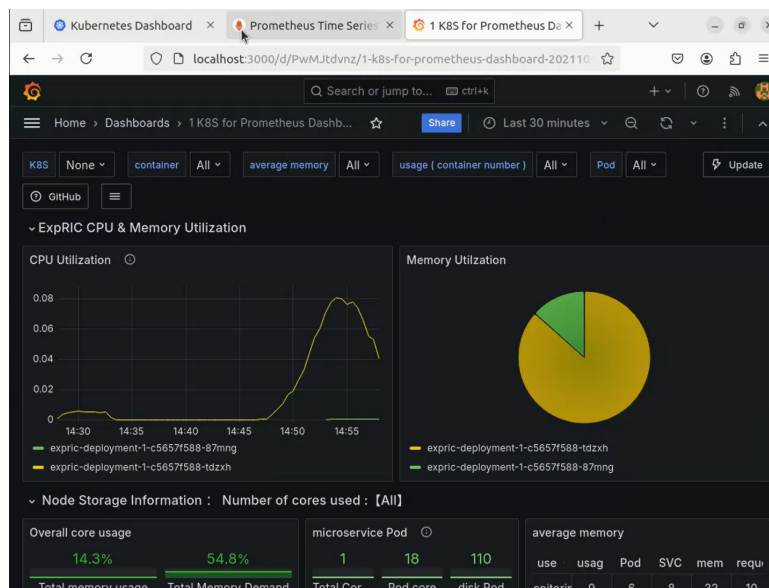 Kubernetes Dashboard
Prometheus Time Series
1 K8S for Prometheus Da
localhost:3000/d/PwMJtdvnz/1-k8s-for-prometheus-dashboard-202110
Search or jump to...
ctrl+k
Home › Dashboards › 1 K8S for Prometheus Dashb...
Share
Last 30 minutes
K8S
None
container
All
average memory
All
usage ( container number )
All
Pod
All
Update
GitHub
ExpRIC CPU & Memory Utilization
CPU Utilization
0.08
0.06
0.04
0.02
0
14:30 14:35 14:40 14:45 14:50 14:55
expric-deployment-1-c5657f588-87mng
expric-deployment-1-c5657f588-tdzxh
Memory Utilzation
expric-deployment-1-c5657f588-tdzxh
expric-deployment-1-c5657f588-87mng
Node Storage Information： Number of cores used :【All】
Overall core usage
14.3% 54.8%
Total memory usage Total Memory Demand
microservice Pod
1 18 110
Total Cor Pod core disk Pod
average memory
use usag Pod SVC mem requ
9 6 8 32 10